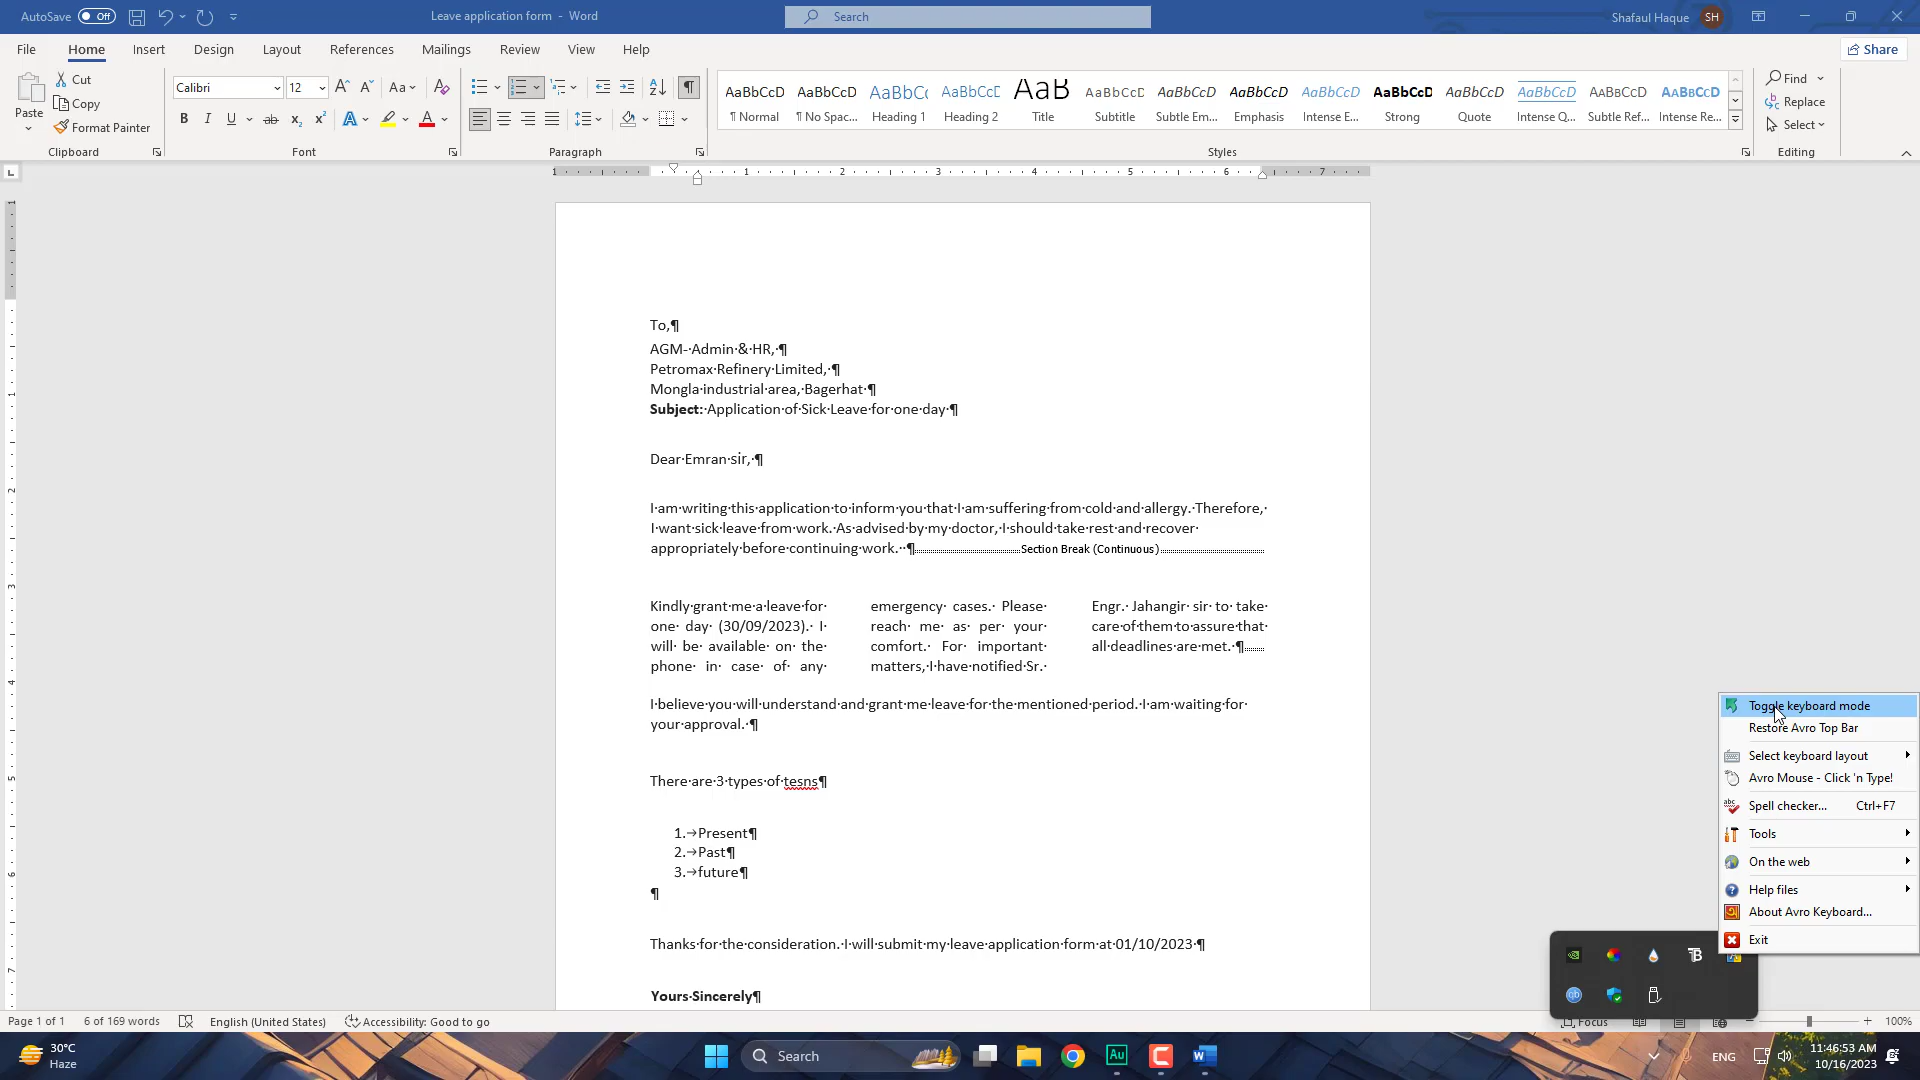 AutoSave Off
Leave application form - Word
Search
Shafaul Haque SH
File Home Insert Design Layout References Mailings Review View Help Share
Paste
Cut
Copy
Format Painter
Clipboard
Calibri 12
Font
Paragraph
AaBbCcD AaBbCcD AaBbCc AaBbCcD AaB AaBbCcD AaBbCcD AaBbCcD AaBbCcD AaBbCcD AaBbCcD AaBbCcD AaBbCcD AaBbCcD
¶ Normal ¶ No Spac... Heading 1 Heading 2 Title Subtitle Subtle Em... Emphasis Intense E... Strong Quote Intense Q... Subtle Ref... Intense Re...
Styles
Find
Replace
Select
Editing
1 1 2 3 4 5 6 7
To,¶
AGM-·Admin·&·HR,·¶
Petromax·Refinery·Limited,·¶
Mongla·industrial·area,·Bagerhat·¶
Subject:·Application·of·Sick·Leave·for·one·day·¶
Dear·Emran·sir,·¶
I·am·writing·this·application·to·inform·you·that·I·am·suffering·from·cold·and·allergy.·Therefore,·
I·want·sick·leave·from·work.·As·advised·by·my·doctor,·I·should·take·rest·and·recover·
appropriately·before·continuing·work.··¶ Section Break (Continuous)
Kindly·grant·me·a·leave·for·
one· day· (30/09/2023).· I·
will· be· available· on· the·
phone· in· case· of· any·
emergency· cases.· Please·
reach· me· as· per· your·
comfort.· For· important·
matters,·I·have·notified·Sr.·
Engr.· Jahangir· sir· to· take·
care·of·them·to·assure·that·
all·deadlines·are·met.·¶
I·believe·you·will·understand·and·grant·me·leave·for·the·mentioned·period.·I·am·waiting·for·
your·approval.·¶
There·are·3·types·of·tesns¶
1.→Present¶
2.→Past¶
3.→future¶
¶
Thanks·for·the·consideration.·I·will·submit·my·leave·application·form·at·01/10/2023·¶
Yours·Sincerely¶
Toggle keyboard mode
Restore Avro Top Bar
Select keyboard layout
Avro Mouse - Click 'n Type!
Spell checker... Ctrl+F7
Tools
On the web
Help files
About Avro Keyboard...
Exit
Page 1 of 1 6 of 169 words English (United States) Accessibility: Good to go Focus 100%
30°C
Haze
Search
ENG
11:46:53 AM
10/16/2023